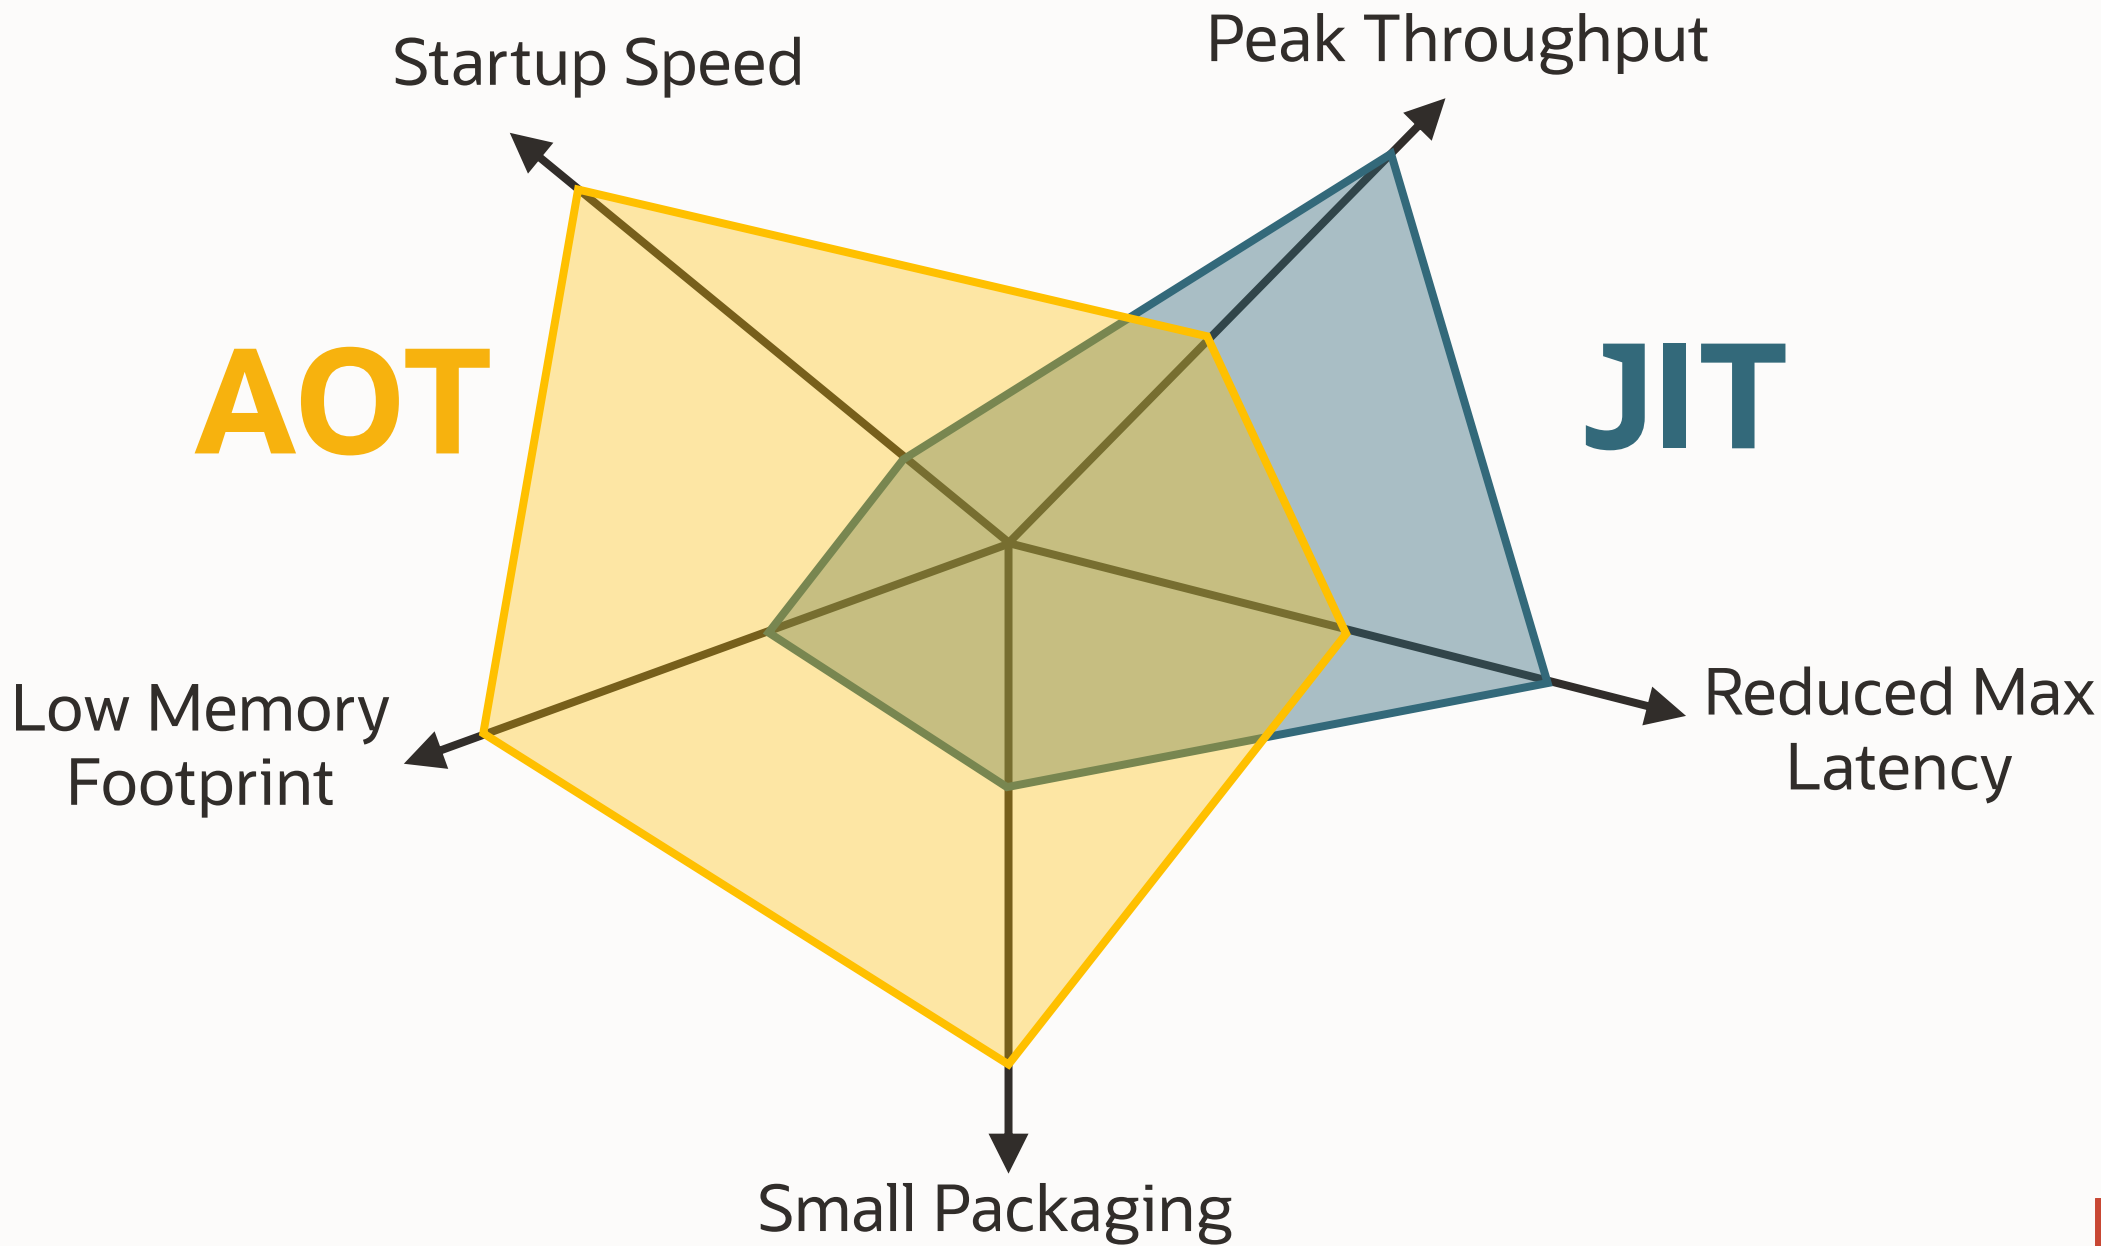 Startup Speed
Peak Throughput
AOT
JIT
Low Memory
Footprint
Reduced Max
Latency
Small Packaging